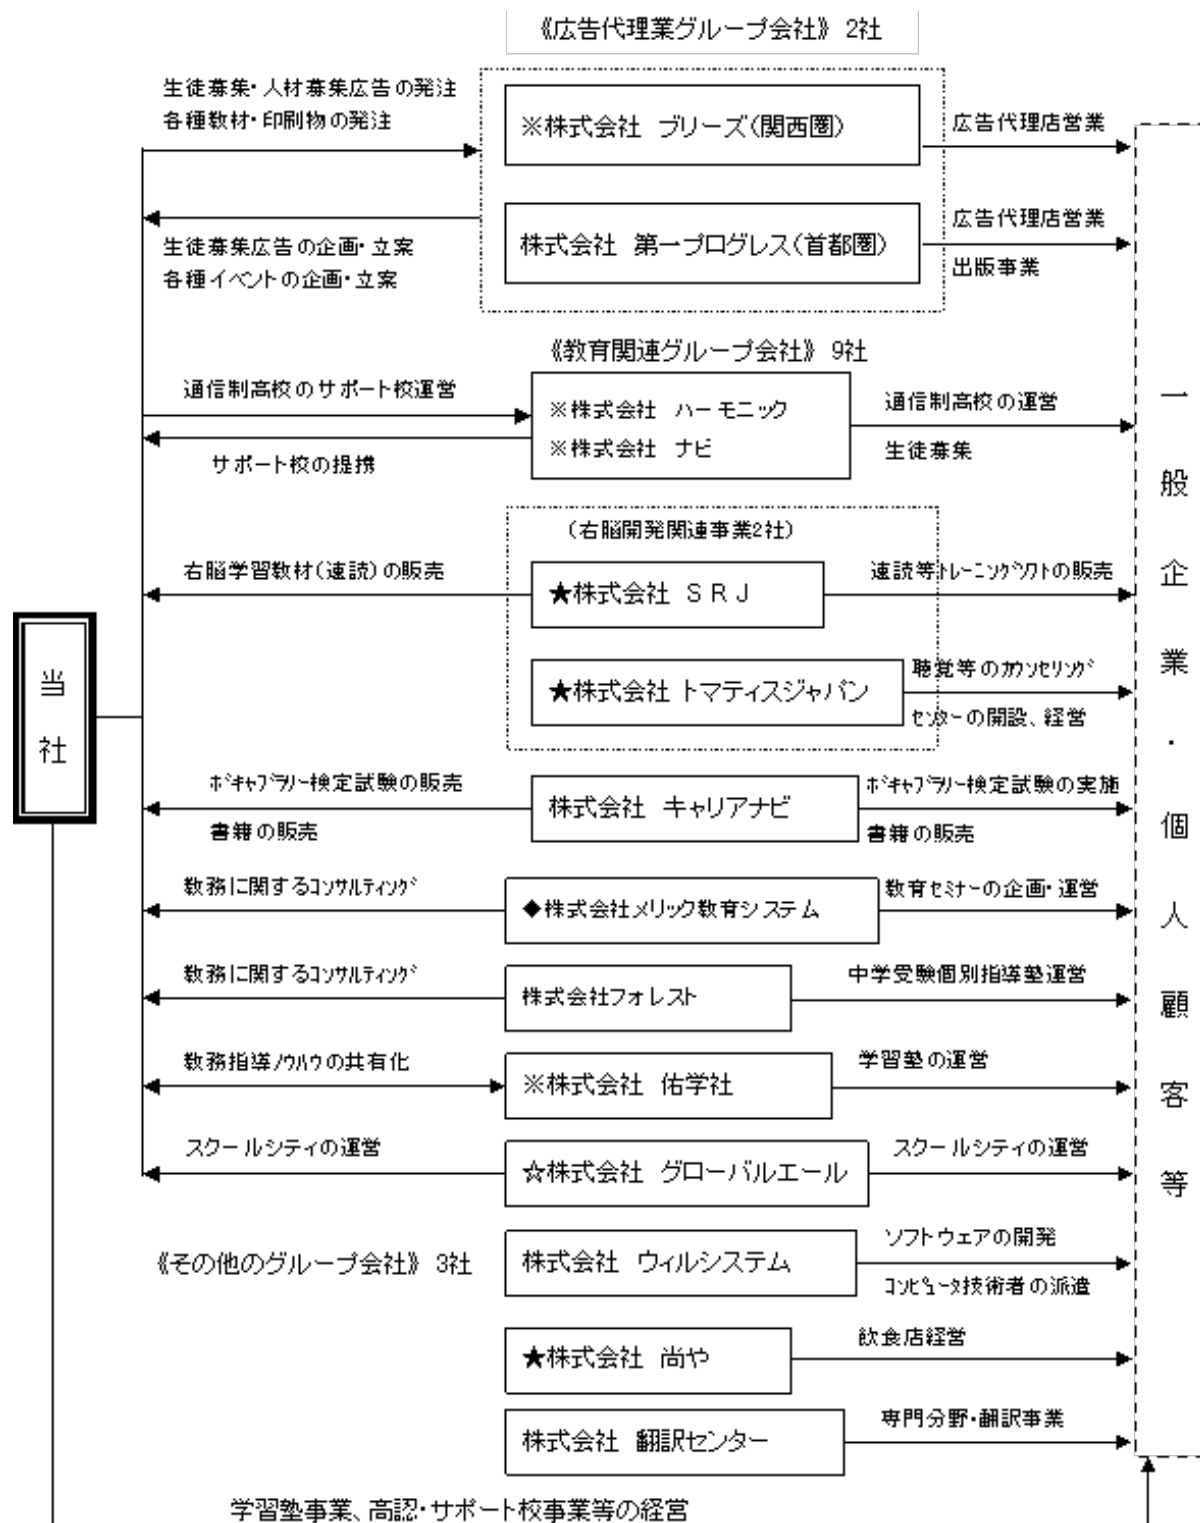 《広告代理業グループ会社》 2社
生徒募集・人材募集広告の発注
各種教材・印刷物の発注
※株式会社 ブリーズ(関西圏)
広告代理店営業
生徒募集広告の企画・立案
各種イベントの企画・立案
株式会社 第一プログレス(首都圏)
広告代理店営業
出版事業
《教育関連グループ会社》 9社
通信制高校のサポート校運営
サポート校の提携
※株式会社 ハーモニック
※株式会社 ナビ
通信制高校の運営
生徒募集
(右脳開発関連事業2社)
右脳学習教材(速読)の販売
★株式会社 ＳＲＪ
速読等ﾄﾚｰﾆﾝｸﾞｿﾌﾄの販売
★株式会社 トマティスジャパン
聴覚等のｶｳﾝｾﾘﾝｸﾞ
ｾﾝﾀｰの開設、経営
当社
ﾎﾞｷｬﾌﾞﾗﾘｰ検定試験の販売
書籍の販売
株式会社 キャリアナビ
ﾎﾞｷｬﾌﾞﾗﾘｰ検定試験の実施
書籍の販売
教務に関するｺﾝｻﾙﾃｨﾝｸﾞ
◆株式会社メリック教育システム
教育ｾﾐﾅｰの企画・運営
教務に関するｺﾝｻﾙﾃｨﾝｸﾞ
株式会社フォレスト
中学受験個別指導塾運営
教務指導ﾉｳﾊｳの共有化
※株式会社 佑学社
学習塾の運営
スクールシティの運営
☆株式会社 グローバルエール
スクールシティの運営
《その他のグループ会社》 3社
株式会社 ウィルシステム
ソフトウェアの開発
ｺﾝﾋﾟｭｰﾀ技術者の派遣
★株式会社 尚や
飲食店経営
株式会社 翻訳センター
専門分野・翻訳事業
一般企業・個人顧客等
学習塾事業、高認・サポート校事業等の経営